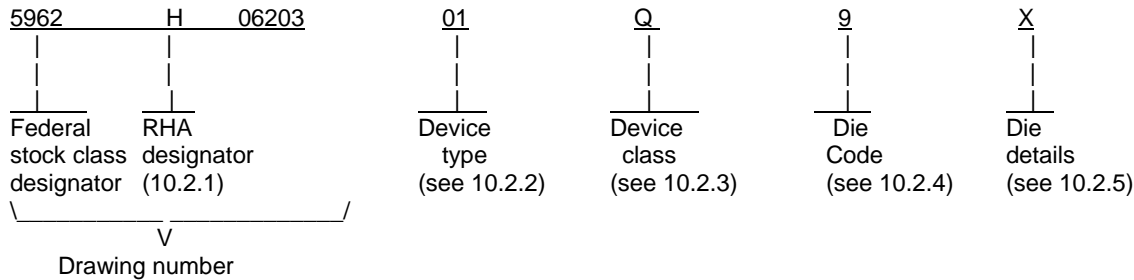 5962 H 06203 01 Q 9 X
Federal RHA Device Device Die Die
stock class designator type class Code details
designator (10.2.1) (see 10.2.2) (see 10.2.3) (see 10.2.4) (see 10.2.5)
\____________ ______________/
V
Drawing number